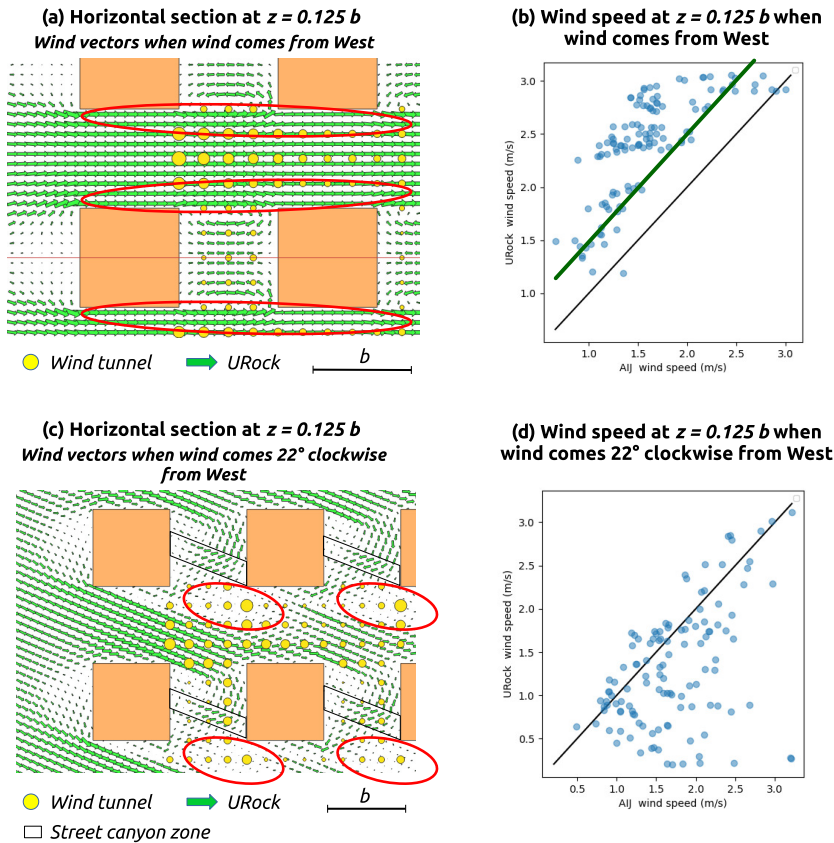 (a) Horizontal section at z = 0.125 b
Wind vectors when wind comes from West
Wind tunnel
URock
b
(b) Wind speed at z = 0.125 b when
wind comes from West
3.0
2.5
2.0
1.5
1.0
URock wind speed (m/s)
1.0 1.5 2.0 2.5 3.0
AIJ wind speed (m/s)
(c) Horizontal section at z = 0.125 b
Wind vectors when wind comes 22° clockwise
from West
Wind tunnel
URock
b
Street canyon zone
(d) Wind speed at z = 0.125 b when
wind comes 22° clockwise from West
3.0
2.5
2.0
1.5
1.0
0.5
URock wind speed (m/s)
0.5 1.0 1.5 2.0 2.5 3.0
AIJ wind speed (m/s)